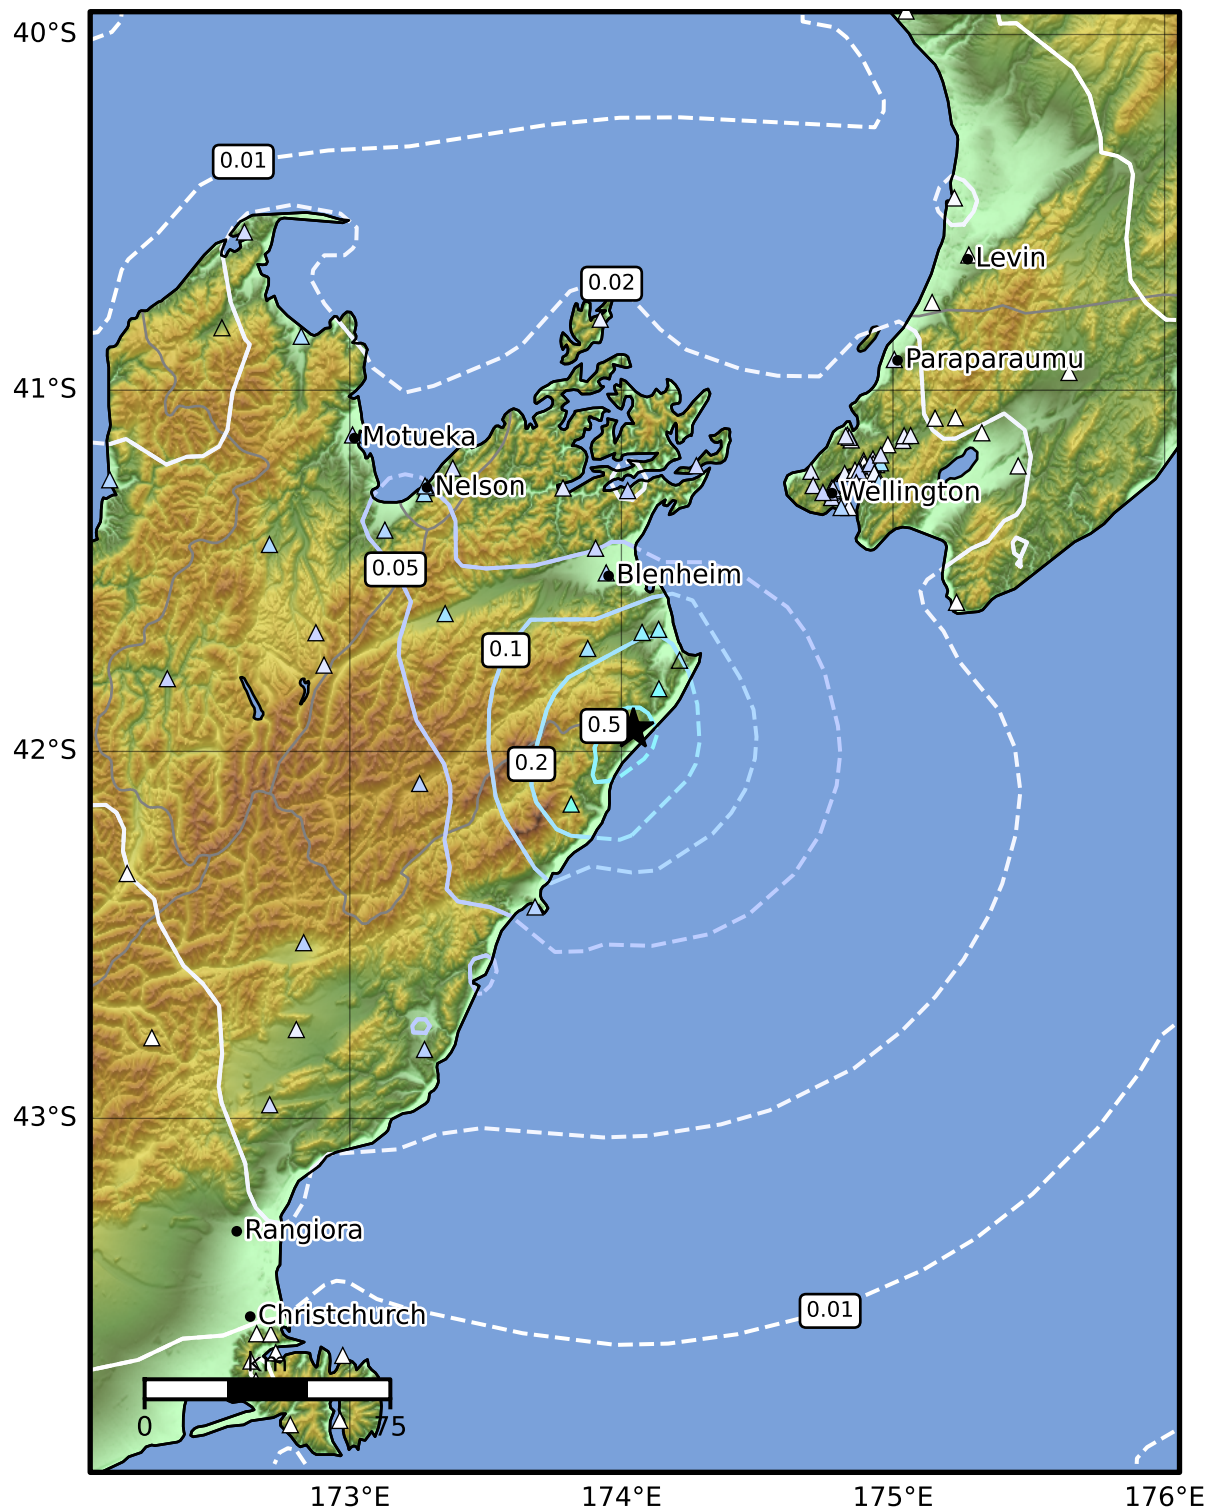 40°S
0.01
Levin
0.02
Paraparaumu
41°S
Motueka
Nelson
Wellington
0.05
Blenheim
0.1
0.5
42°S
0.2
43°S
Rangiora
0.01
Christchurch
km
0
75
173°E
174°E
175°E
176°E